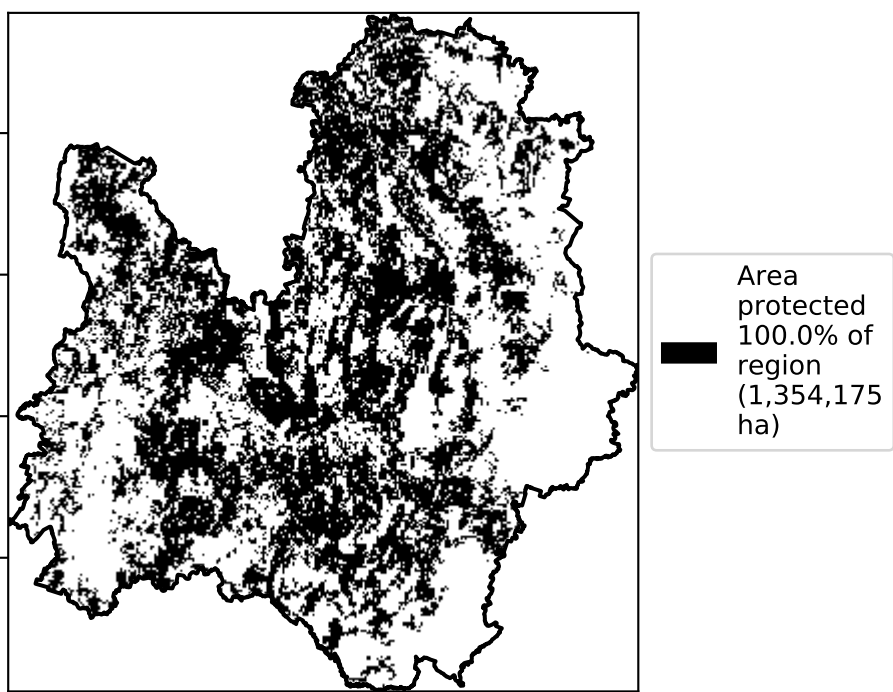 Area
protected
100.0% of
region
(1,354,175
ha)